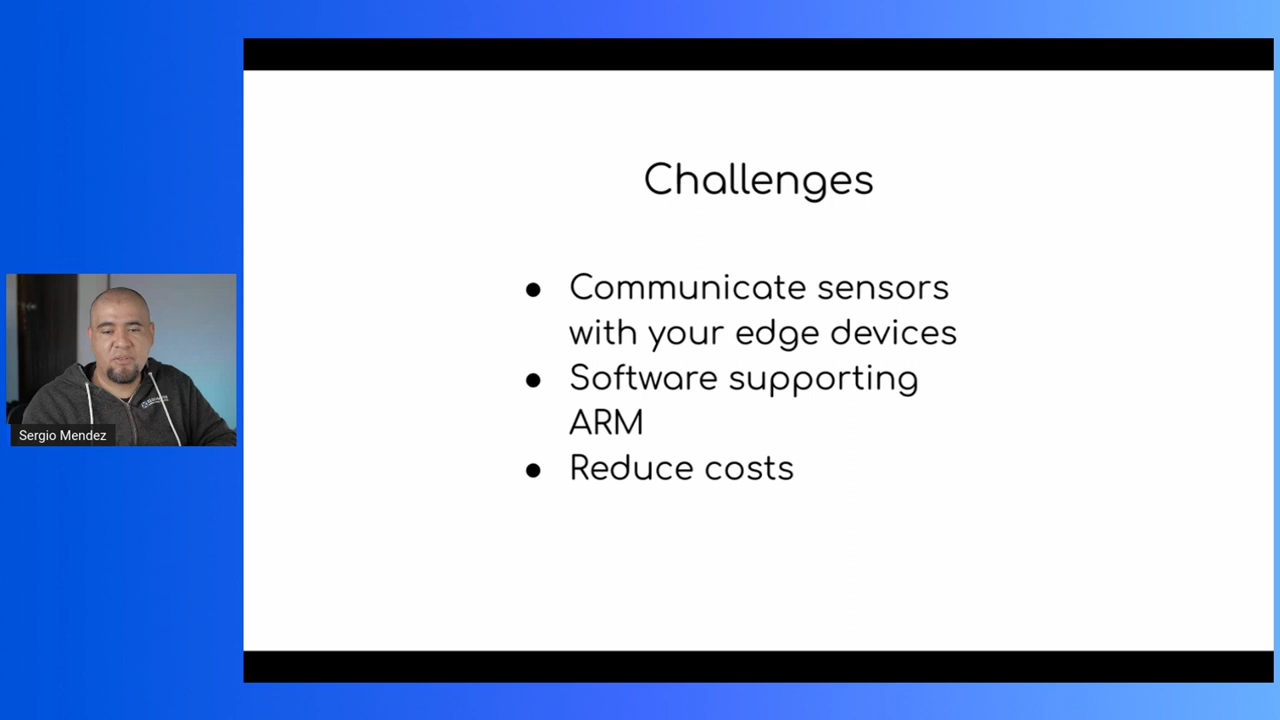 Challenges
● Communicate sensors
with your edge devices
● Software supporting
ARM
● Reduce costs
Sergio Mendez